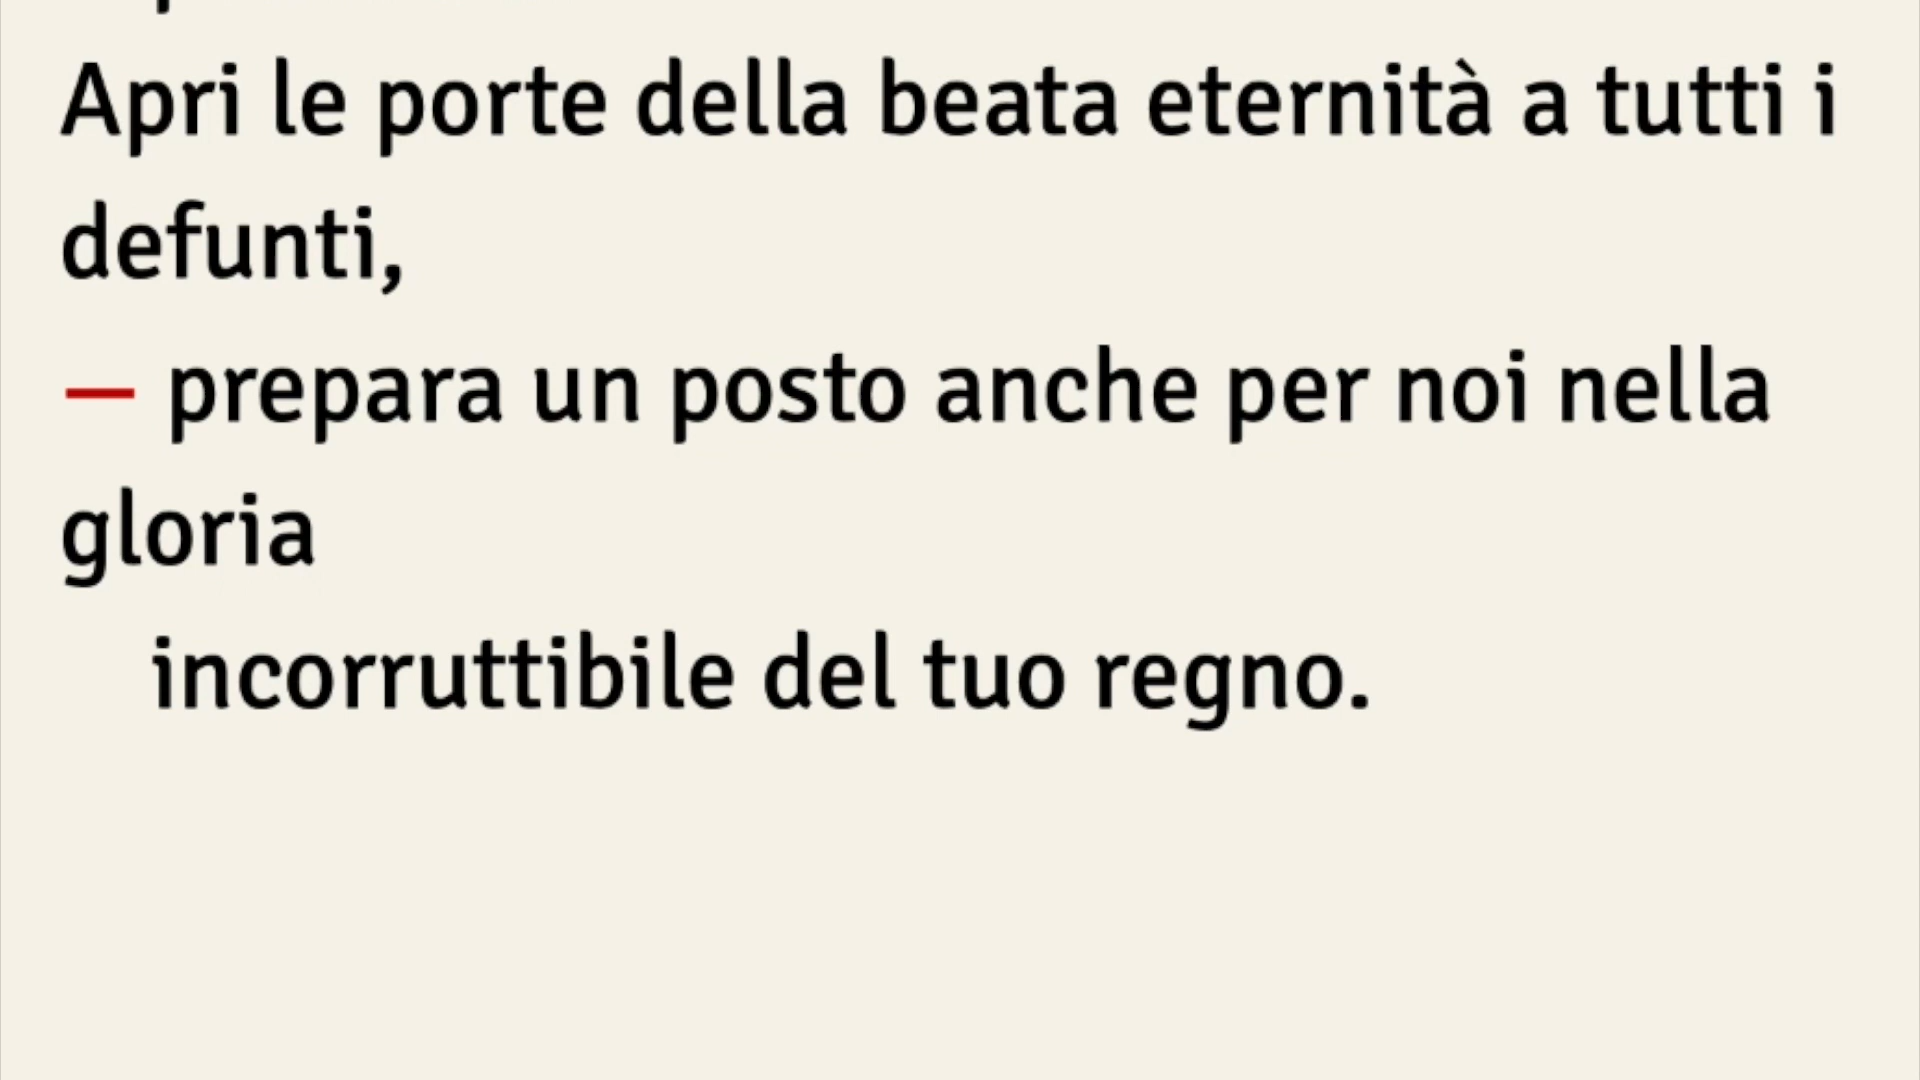 Apri le porte della beata eternità a tutti i
defunti,
— prepara un posto anche per noi nella
gloria
incorruttibile del tuo regno.